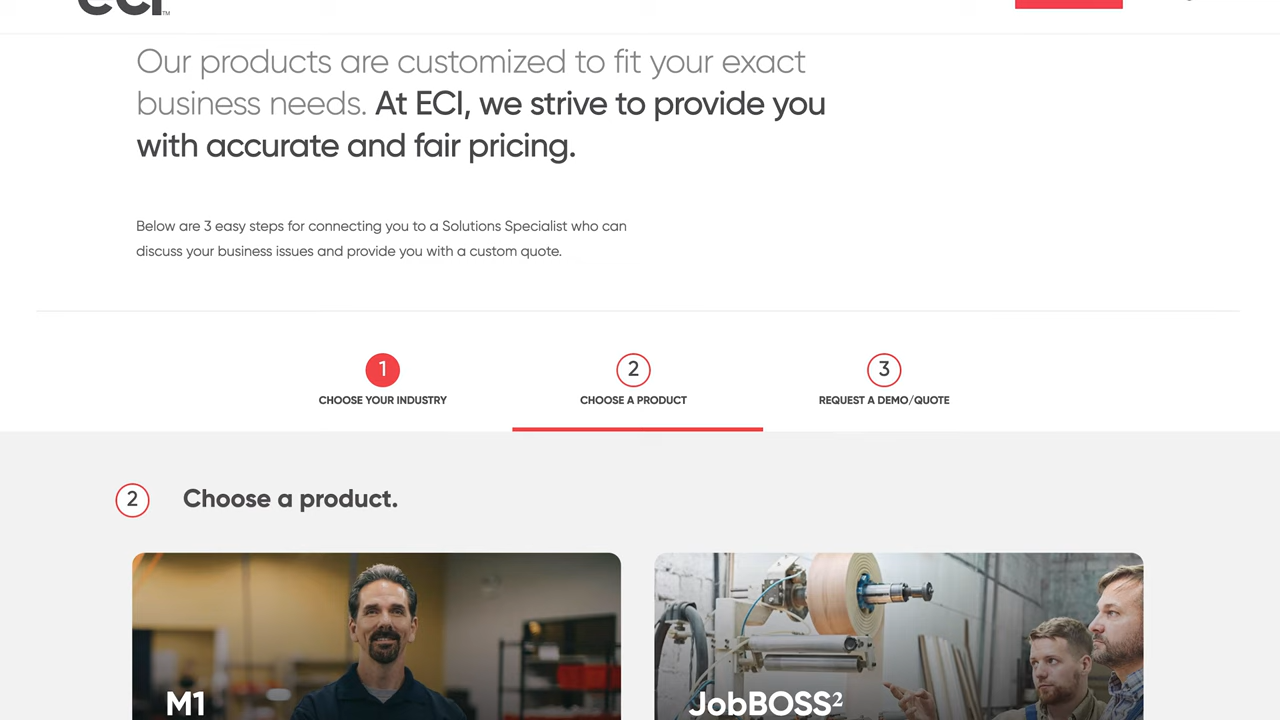 eci™
Our products are customized to fit your exact
business needs. At ECI, we strive to provide you
with accurate and fair pricing.
Below are 3 easy steps for connecting you to a Solutions Specialist who can
discuss your business issues and provide you with a custom quote.
1
2
3
CHOOSE YOUR INDUSTRY
CHOOSE A PRODUCT
REQUEST A DEMO/QUOTE
2
Choose a product.
M1
JobBOSS²